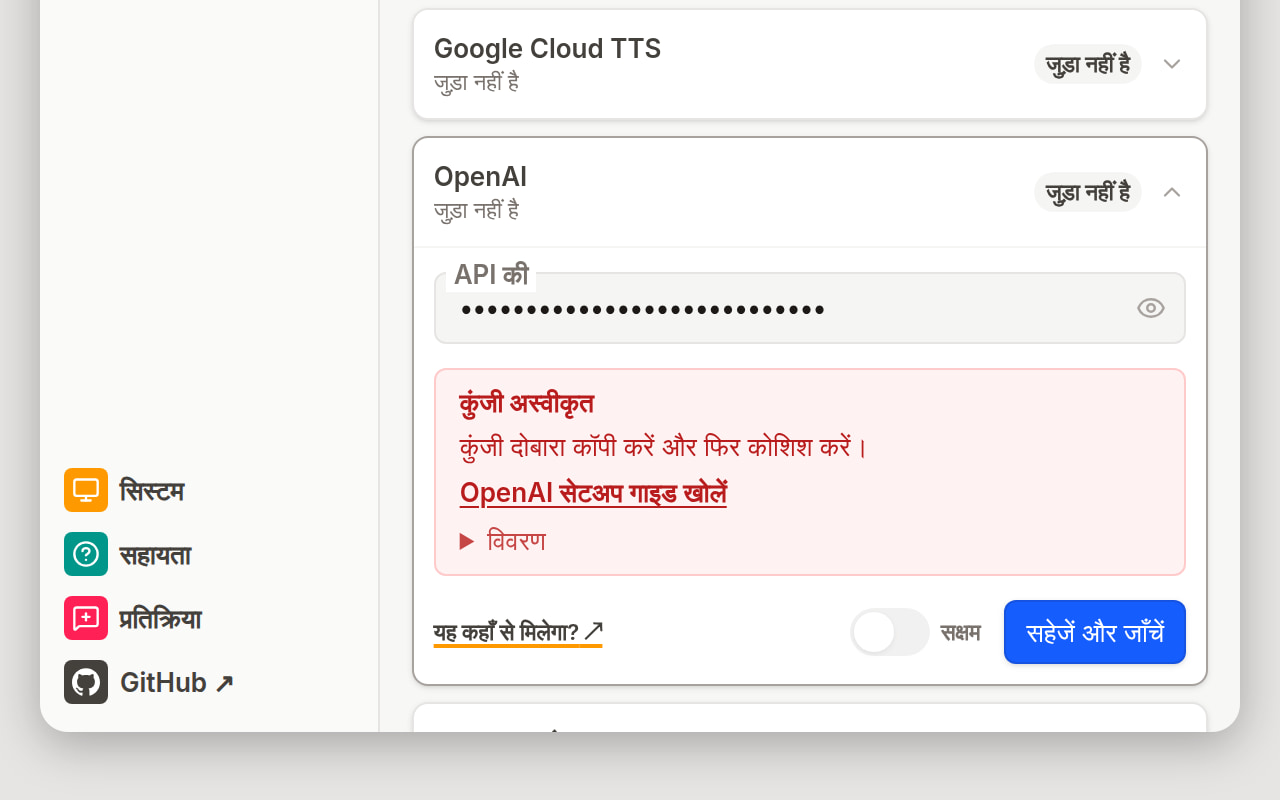 Google Cloud TTS
जुड़ा नहीं है
जुड़ा नहीं है
OpenAI
जुड़ा नहीं है
जुड़ा नहीं है
API की
••••••••••••••••••••••••••••
कुंजी अस्वीकृत
कुंजी दोबारा कॉपी करें और फिर कोशिश करें।
OpenAI सेटअप गाइड खोलें
▶ विवरण
यह कहाँ से मिलेगा? ↗
सक्षम
सहेजें और जाँचें
सिस्टम
सहायता
प्रतिक्रिया
GitHub ↗